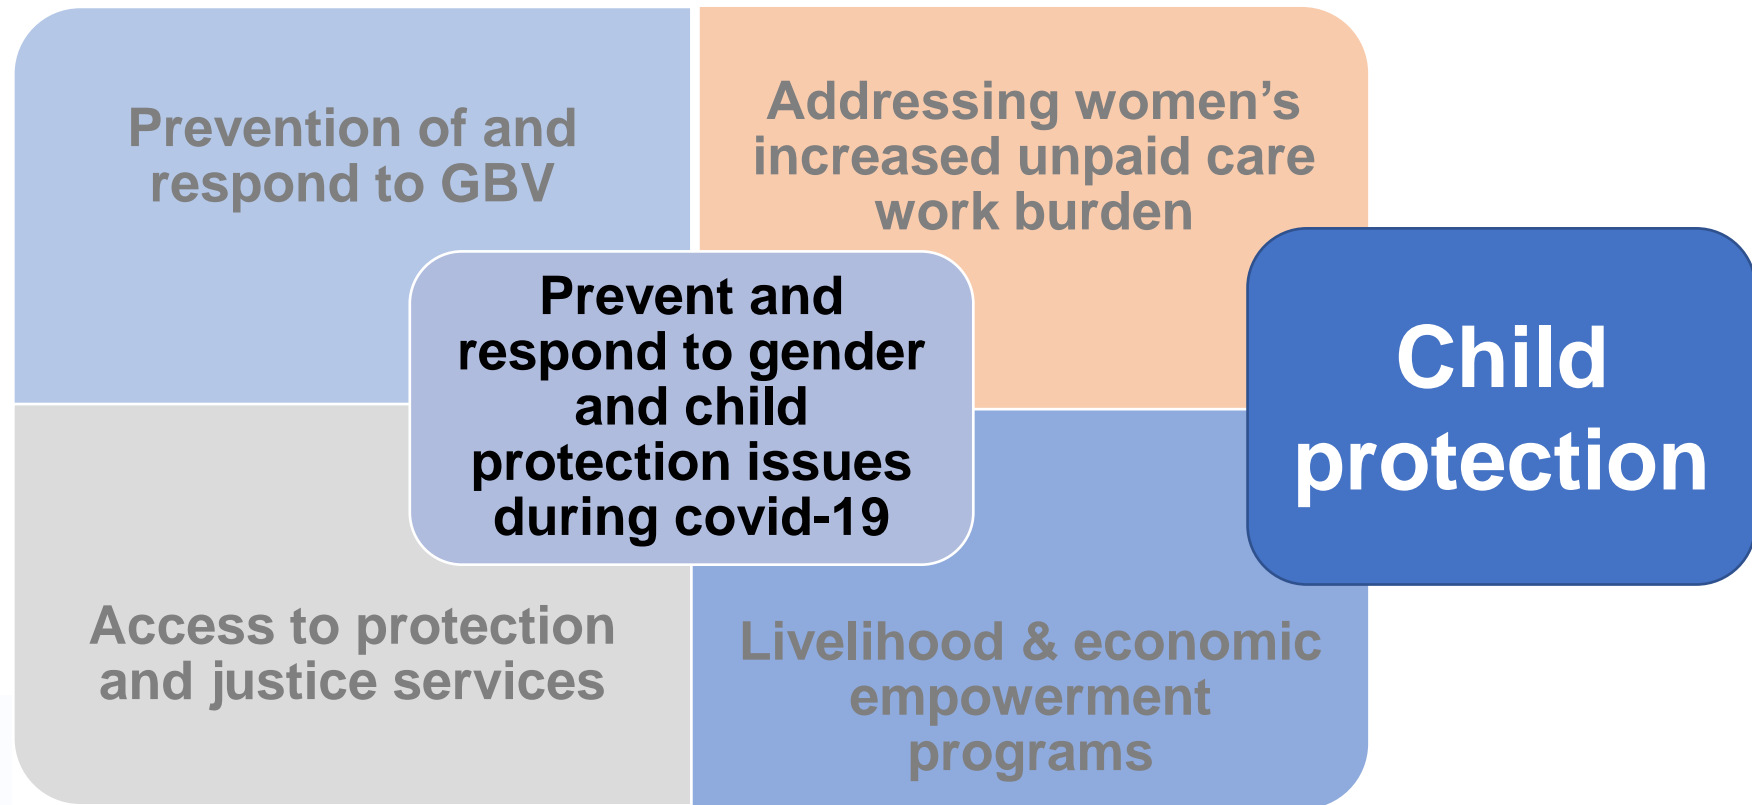 Prevention of and
respond to GBV
Addressing women’s
increased unpaid care
work burden
Prevent and
respond to gender
and child
protection issues
during covid-19
Child
protection
Access to protection
and justice services
Livelihood & economic
empowerment
programs